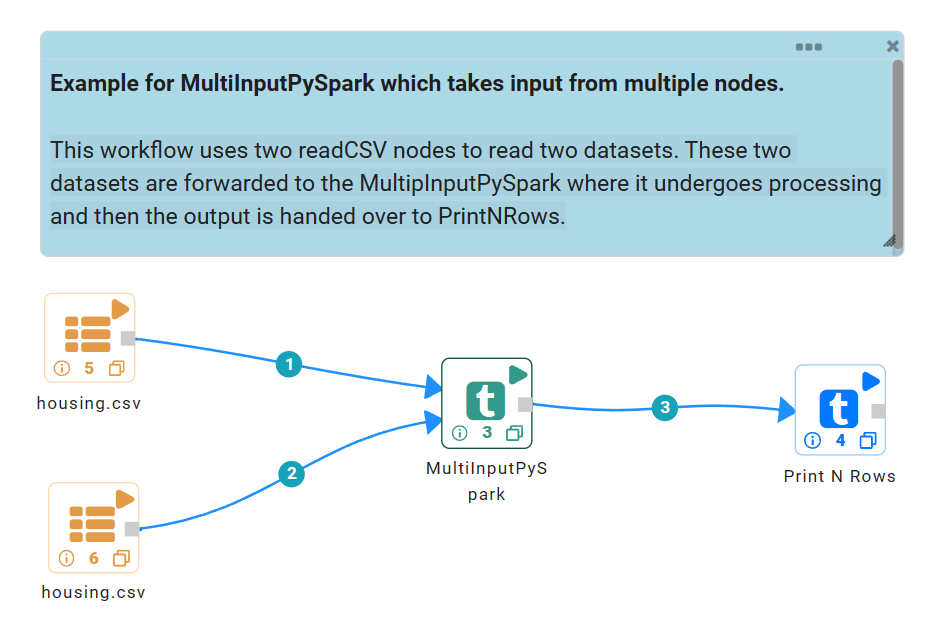 Example for MultiInputPySpark which takes input from multiple nodes.
This workflow uses two readCSV nodes to read two datasets. These two
datasets are forwarded to the MultipInputPySpark where it undergoes processing
and then the output is handed over to PrintNRows.
5
housing.csv
1
t
3
MultiInputPyS
park
3
t
4
Print N Rows
2
6
housing.csv